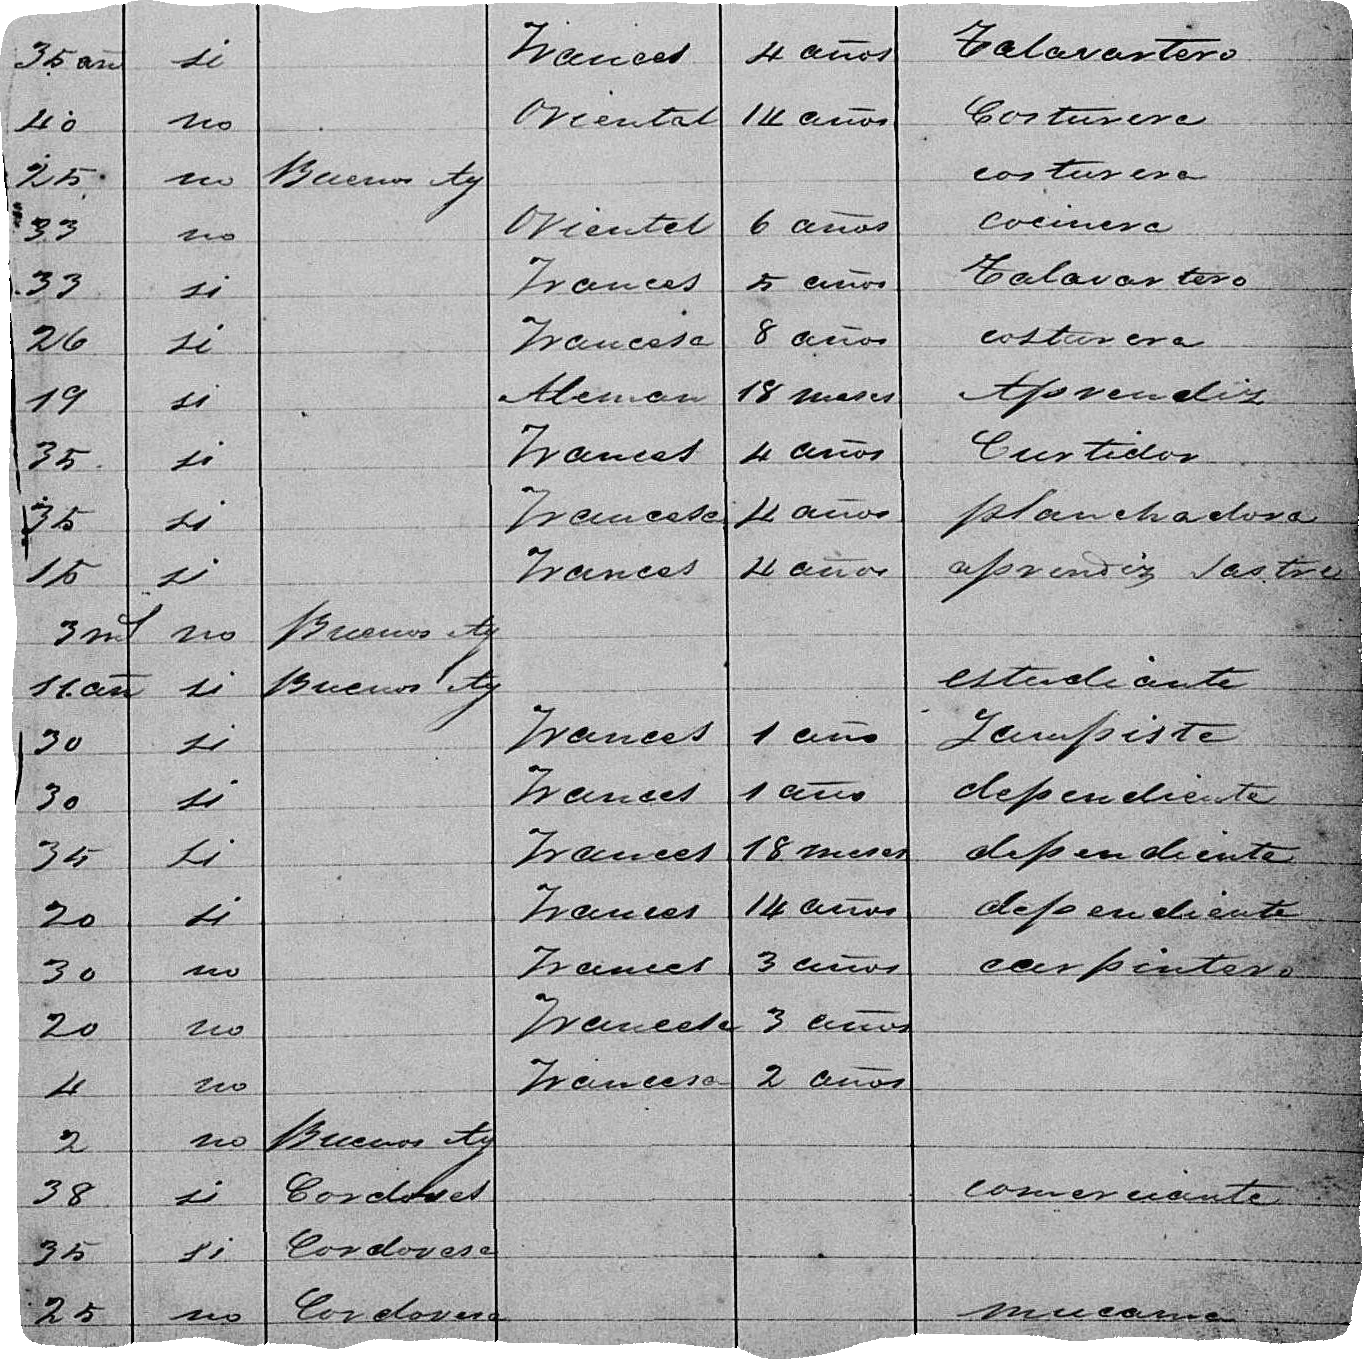 35 añ si Frances 4 años Talavartero
40 no Oriental 14 años Costurera
25 no Buenos Ay costurera
33 no Oriental 6 años cocinera
33 si Frances 5 años Talavartero
26 si Francesa 8 años costurera
19 si Aleman 18 meses Aprendiz
35 si Frances 4 años Curtidor
35 si Francesa 4 años planchadora
15 si Frances 4 años aprendiz Sastre
3 ms no Buenos Ay
11 añ si Buenos Ay estudiante
30 si Frances 1 año Lampista
30 si Frances 1 año dependiente
35 si Frances 18 meses dependiente
20 si Frances 14 años dependiente
30 no Frances 3 años carpintero
20 no Francesa 3 años
4 no Francesa 2 años
2 no Buenos Ay
38 si Cordoves comerciante
35 si Cordovesa
25 no Cordovesa mucama